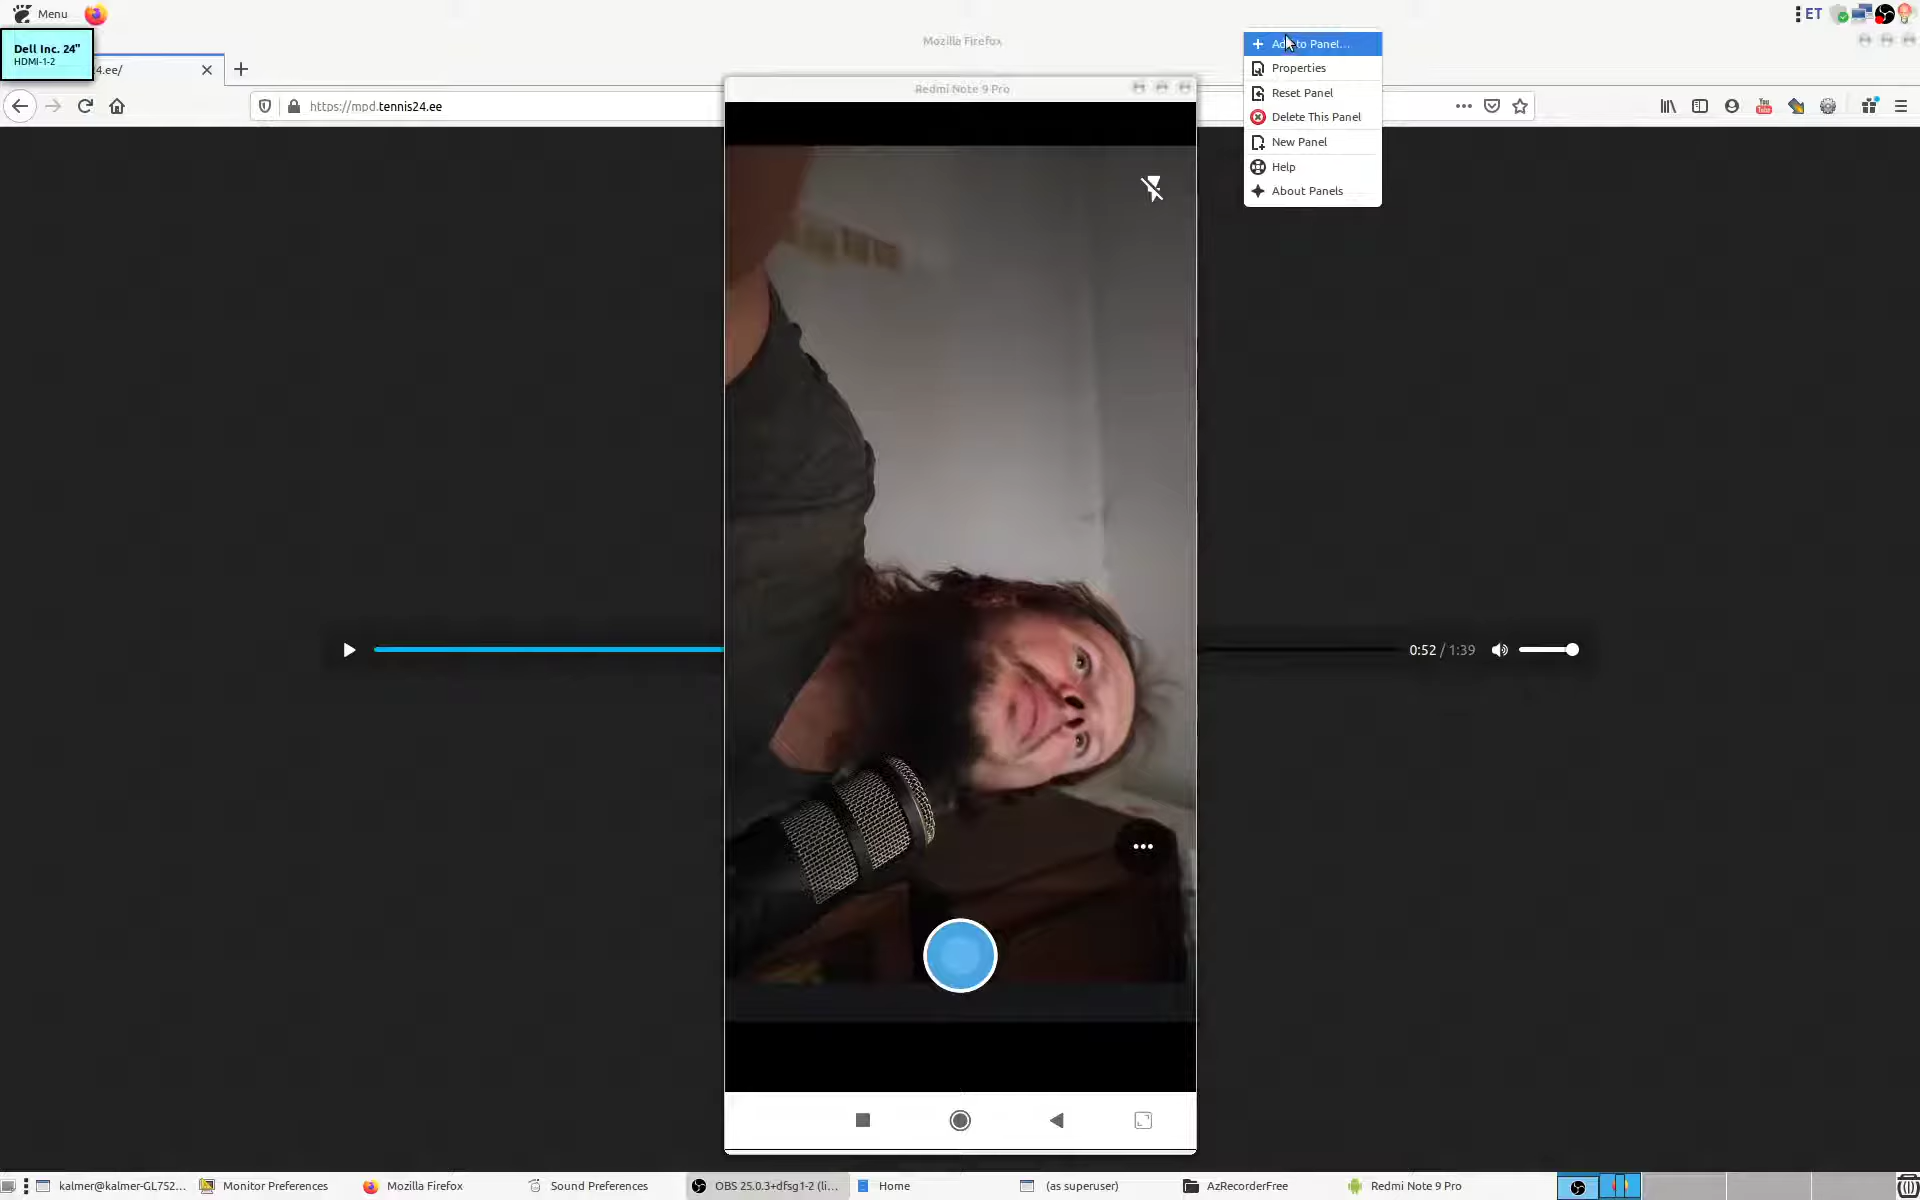 Menu
ET
Dell Inc. 24"
HDMI-1-2
4.ee/
Mozilla Firefox
https://mpd.tennis24.ee
Redmi Note 9 Pro
to Panel...
Properties
Reset Panel
Delete This Panel
New Panel
Help
About Panels
0:52 / 1:39
kalmer@kalmer-GL752...
Monitor Preferences
Mozilla Firefox
Sound Preferences
OBS 25.0.3+dfsg1-2 (li...
Home
(as superuser)
AzRecorderFree
Redmi Note 9 Pro